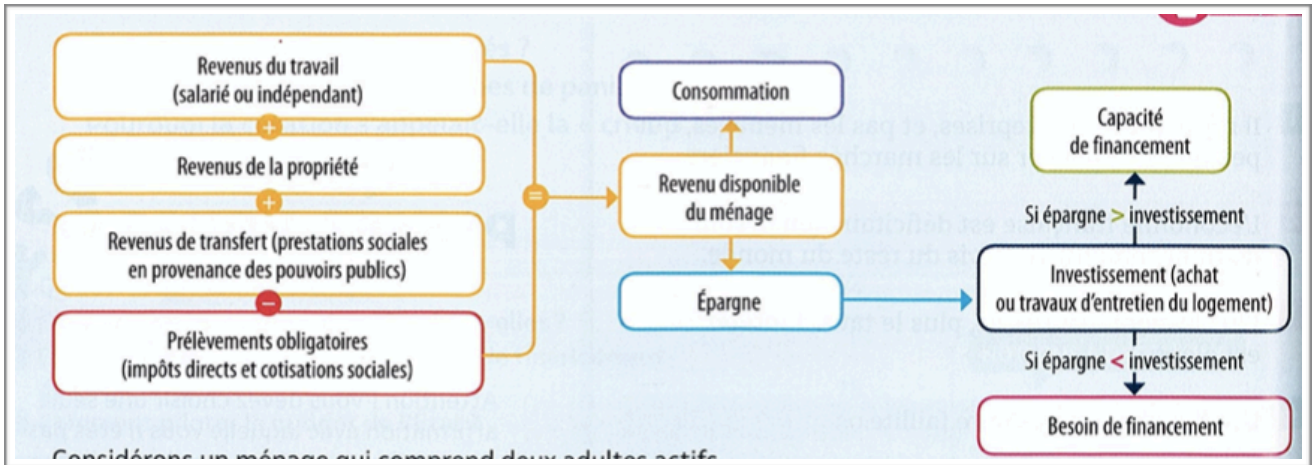 Revenus du travail
(salarié ou indépendant)
+
Revenus de la propriété
+
Revenus de transfert (prestations sociales
en provenance des pouvoirs publics)
-
Prélèvements obligatoires
(impôts directs et cotisations sociales)
=
Consommation
Revenu disponible
du ménage
Épargne
Capacité
de financement
Si épargne > investissement
Investissement (achat
ou travaux d'entretien du logement)
Si épargne < investissement
Besoin de financement
Considérons un ménage qui comprend deux adultes actifs